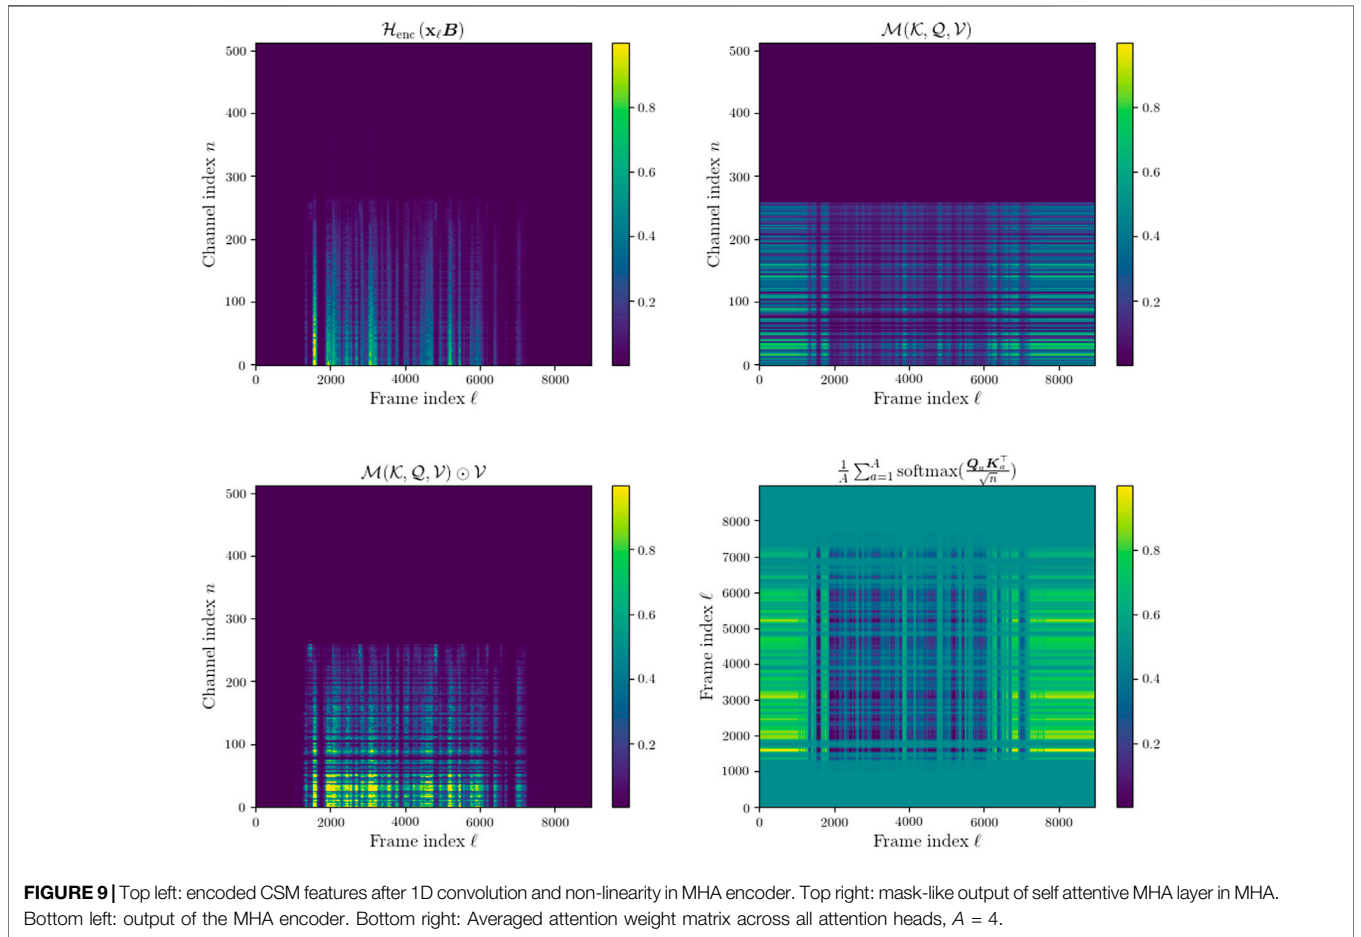 𝓗enc (𝐱ℓ𝑩)
500
400
300
200
100
0
Channel index n
0 2000 4000 6000 8000
Frame index ℓ
0.8
0.6
0.4
0.2
𝓜(𝒦, 𝒬, 𝒱)
500
400
300
200
100
0
Channel index n
0 2000 4000 6000 8000
Frame index ℓ
0.8
0.6
0.4
0.2
𝓜(𝒦, 𝒬, 𝒱) ⊙ 𝒱
500
400
300
200
100
0
Channel index n
0 2000 4000 6000 8000
Frame index ℓ
0.8
0.6
0.4
0.2
1/A ∑ᴬₐ₌₁ softmax(𝑸ₐ𝑲ₐ⊤/√n)
8000
7000
6000
5000
4000
3000
2000
1000
0
Frame index ℓ
0 2000 4000 6000 8000
Frame index ℓ
0.8
0.6
0.4
0.2
FIGURE 9 | Top left: encoded CSM features after 1D convolution and non-linearity in MHA encoder. Top right: mask-like output of self attentive MHA layer in MHA.
Bottom left: output of the MHA encoder. Bottom right: Averaged attention weight matrix across all attention heads, A = 4.